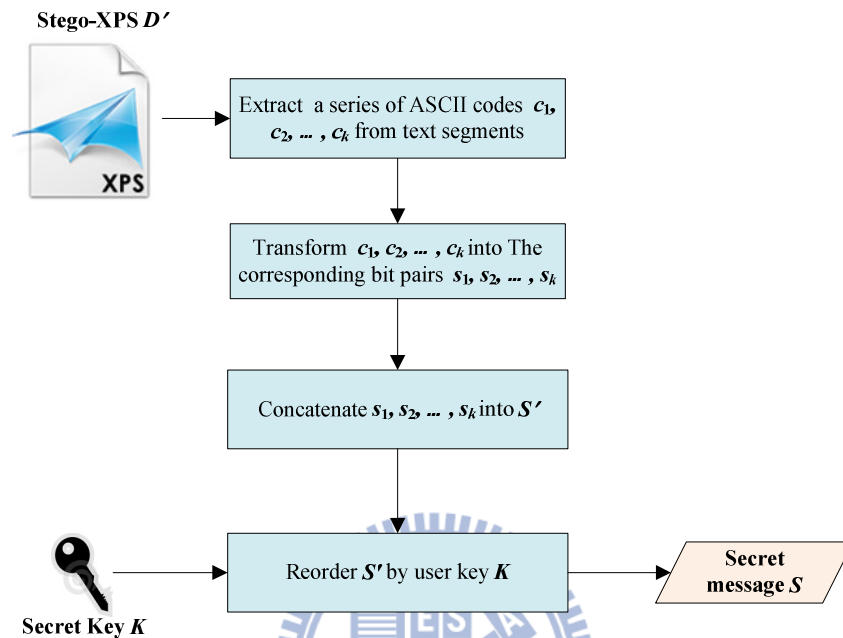 Stego-XPS D′
XPS
Extract a series of ASCII codes c1,
c2, ... , ck from text segments
Transform c1, c2, ... , ck into The
corresponding bit pairs s1, s2, ... , sk
Concatenate s1, s2, ... , sk into S′
Reorder S′ by user key K
Secret Key K
Secret
message S
ESA